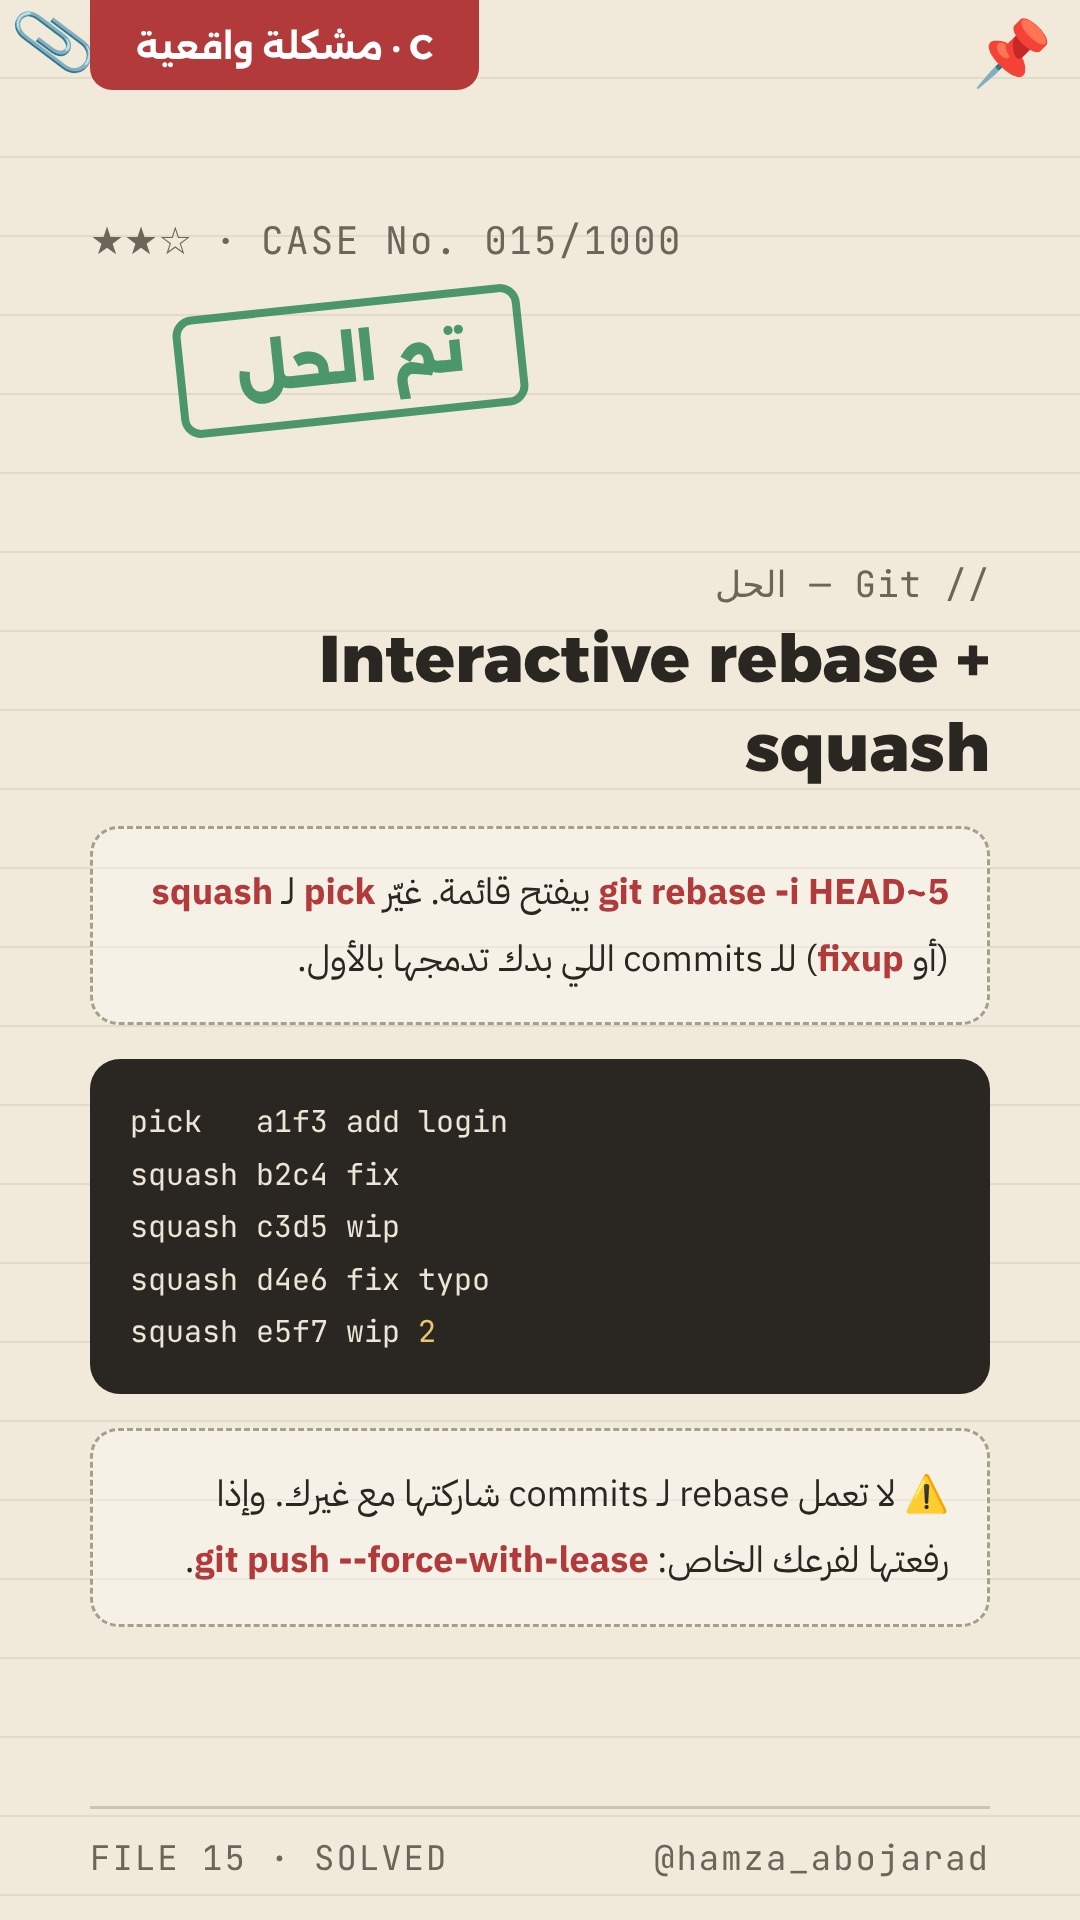 C · مشكلة واقعية
★★☆ · CASE No. 015/1000
تم الحل
// Git — الحل
Interactive rebase +
squash
git rebase -i HEAD~5 بيفتح قائمة. غيّر pick لـ squash
(أو fixup) للـ commits اللي بدك تدمجها بالأول.
pick   a1f3 add login
squash b2c4 fix
squash c3d5 wip
squash d4e6 fix typo
squash e5f7 wip 2
⚠️ لا تعمل rebase لـ commits شاركتها مع غيرك. وإذا
رفعتها لفرعك الخاص: git push --force-with-lease.
FILE 15 · SOLVED
@hamza_abojarad